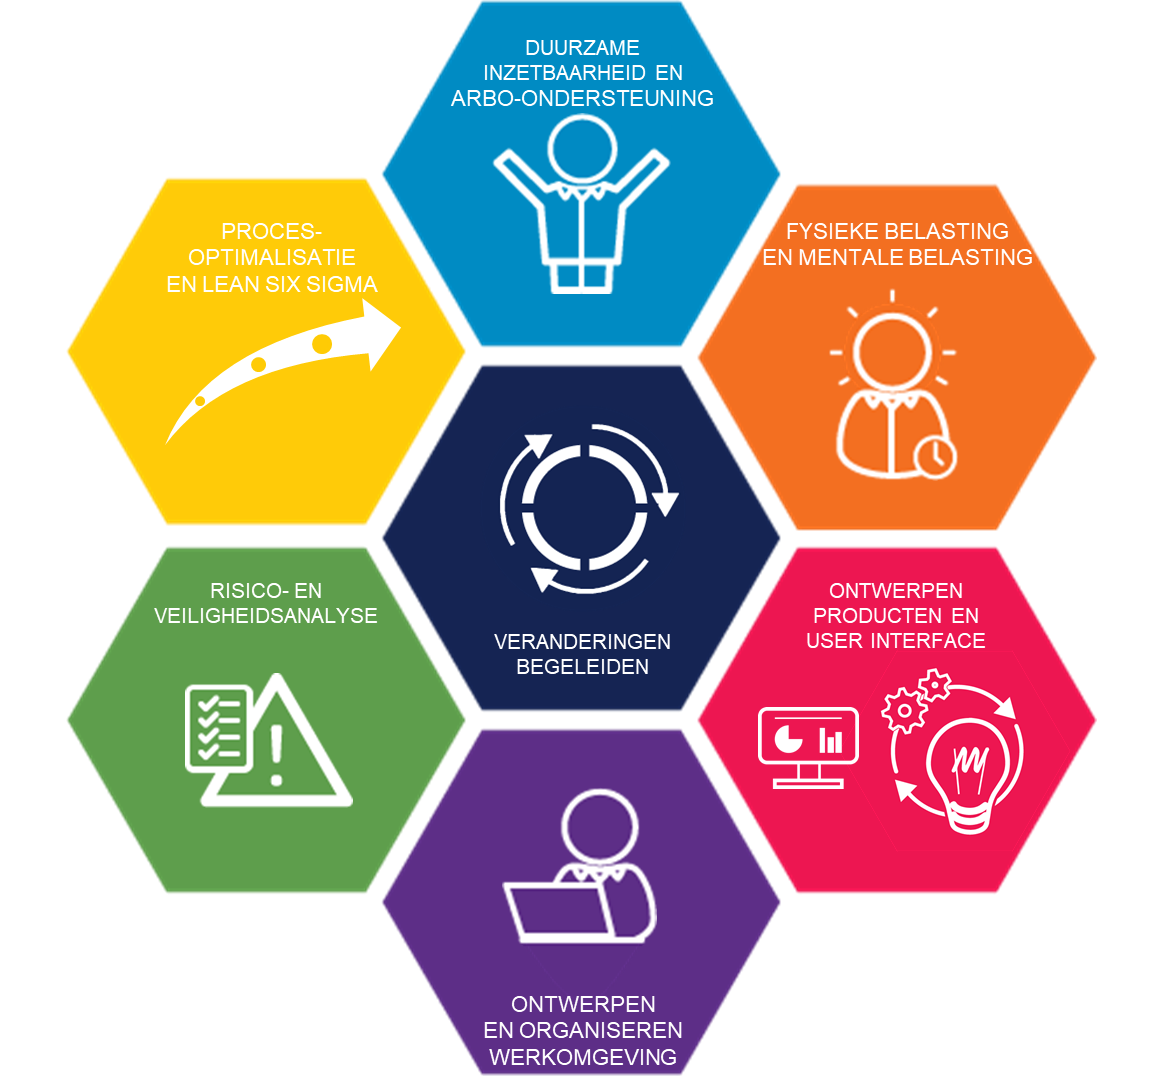 DUURZAME
INZETBAARHEID EN
ARBO-ONDERSTEUNING
PROCES-
OPTIMALISATIE
EN LEAN SIX SIGMA
FYSIEKE BELASTING
EN MENTALE BELASTING
VERANDERINGEN
BEGELEIDEN
RISICO- EN
VEILIGHEIDSANALYSE
ONTWERPEN
PRODUCTEN EN
USER INTERFACE
ONTWERPEN
EN ORGANISEREN
WERKOMGEVING